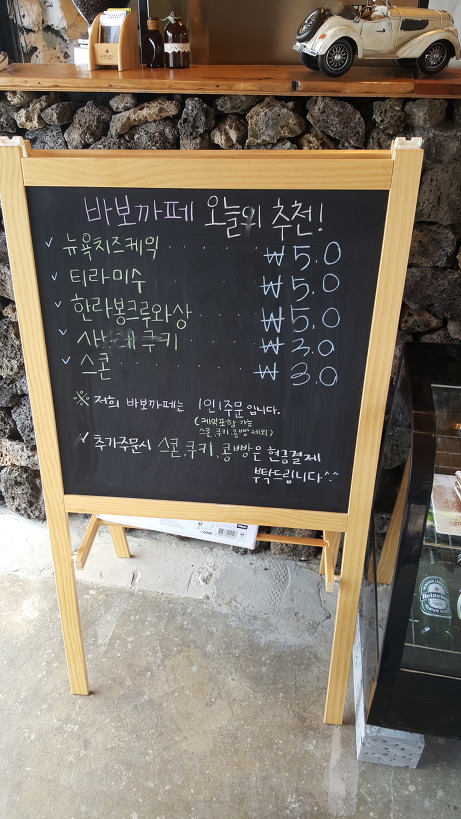 바보까페 오늘의 추천!
✓ 뉴욕치즈케익 ₩ 5.0
✓ 티라미수 ₩ 5.0
✓ 한라봉크루와상 ₩ 5.0
✓ 쿠키 ₩ 3.0
✓ 스콘 ₩ 3.0
※ 저희 바보까페는 1인1주문입니다.
(케익포함 가능
스콘, 쿠키, 콩빵 제외)
✓ 추가주문시 스콘, 쿠키, 콩빵은 현금결제
부탁드립니다^.^
Heineken